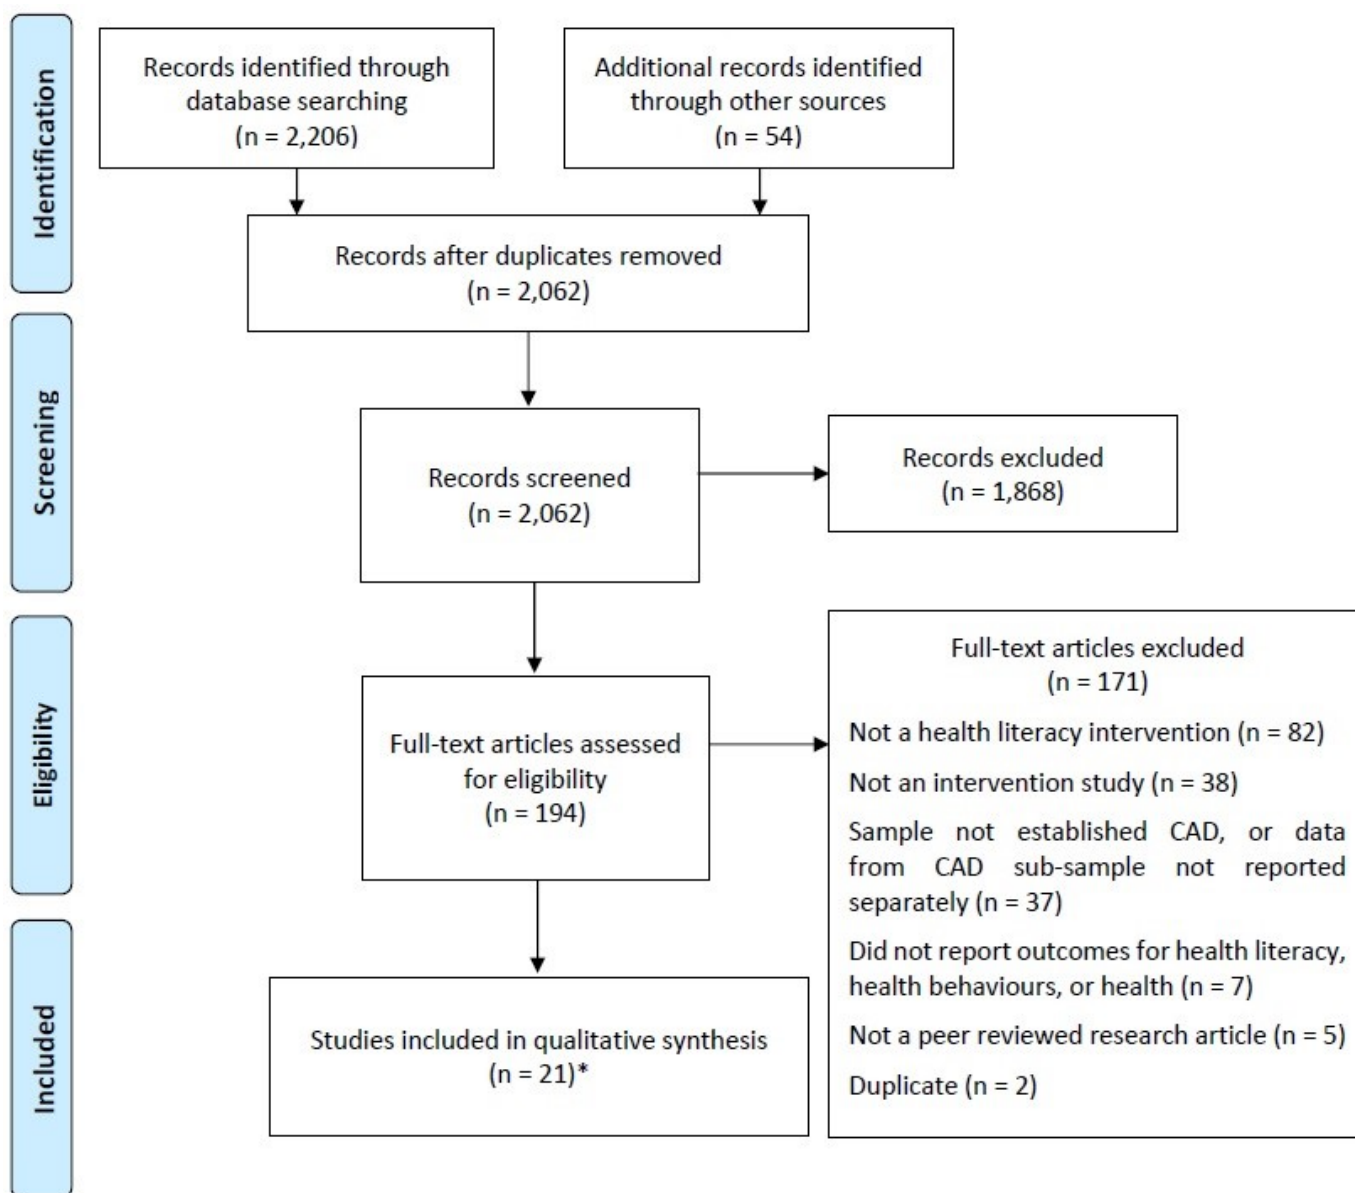 Identification
Records identified through
database searching
(n = 2,206)
Additional records identified
through other sources
(n = 54)
Records after duplicates removed
(n = 2,062)
Screening
Records screened
(n = 2,062)
Records excluded
(n = 1,868)
Eligibility
Full-text articles assessed
for eligibility
(n = 194)
Full-text articles excluded
(n = 171)
Not a health literacy intervention (n = 82)
Not an intervention study (n = 38)
Sample not established CAD, or data
from CAD sub-sample not reported
separately (n = 37)
Did not report outcomes for health literacy,
health behaviours, or health (n = 7)
Not a peer reviewed research article (n = 5)
Duplicate (n = 2)
Included
Studies included in qualitative synthesis
(n = 21)*